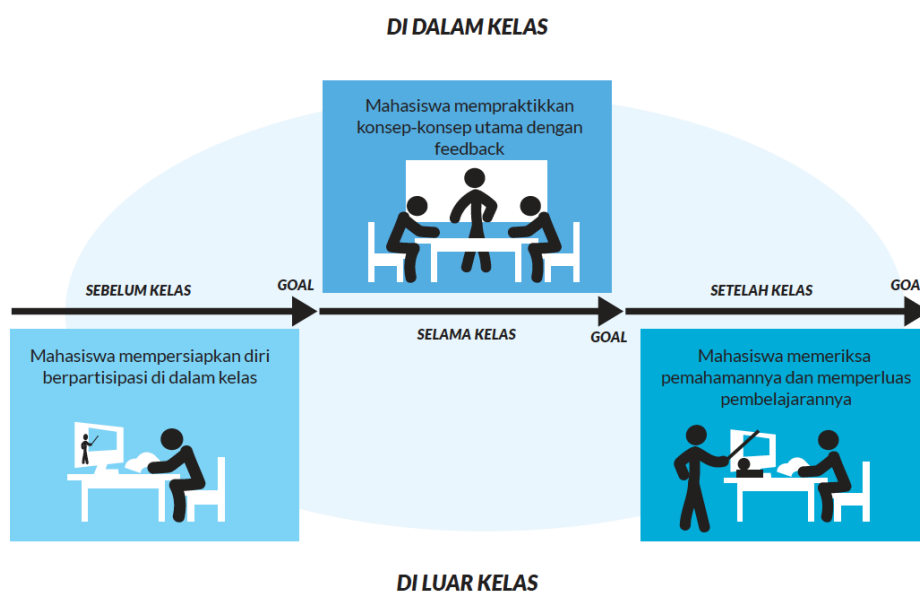 DI DALAM KELAS
Mahasiswa mempraktikkan
konsep-konsep utama dengan
feedback
SEBELUM KELAS
GOAL
SELAMA KELAS
GOAL
SETELAH KELAS
GOAL
Mahasiswa mempersiapkan diri
berpartisipasi di dalam kelas
Mahasiswa memeriksa
pemahamannya dan memperluas
pembelajarannya
DI LUAR KELAS